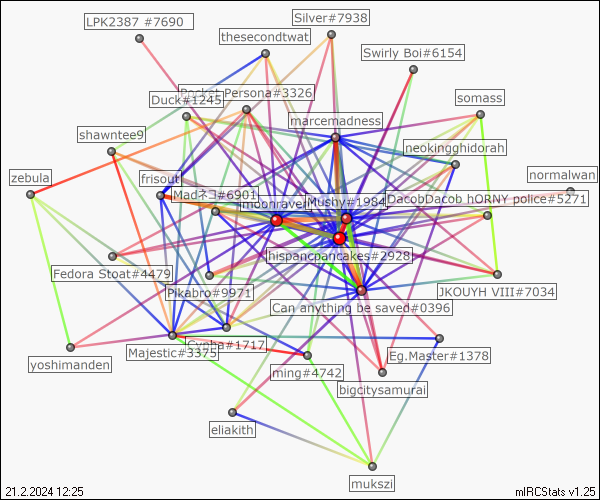 Silver#7938
LPK2387 #7690
thesecondtwat
Swirly Boi#6154
Persona#3326
Duck#1245
somass
marcemadness
shawntee9
neokingghidorah
zebula
frisout
normalwan
Madネコ#6901
Mushy#1984
DacobDacob hORNY police#5271
hispancpancakes#2928
Fedora Stoat#4479
Pikabro#9971
JKOUYH VIII#7034
Can anything be saved#0396
Majestic#3375
#1717
Eg.Master#1378
yoshimanden
ming#4742
bigcitysamurai
eliakith
mukszi
21.2.2024 12:25
mIRCStats v1.25